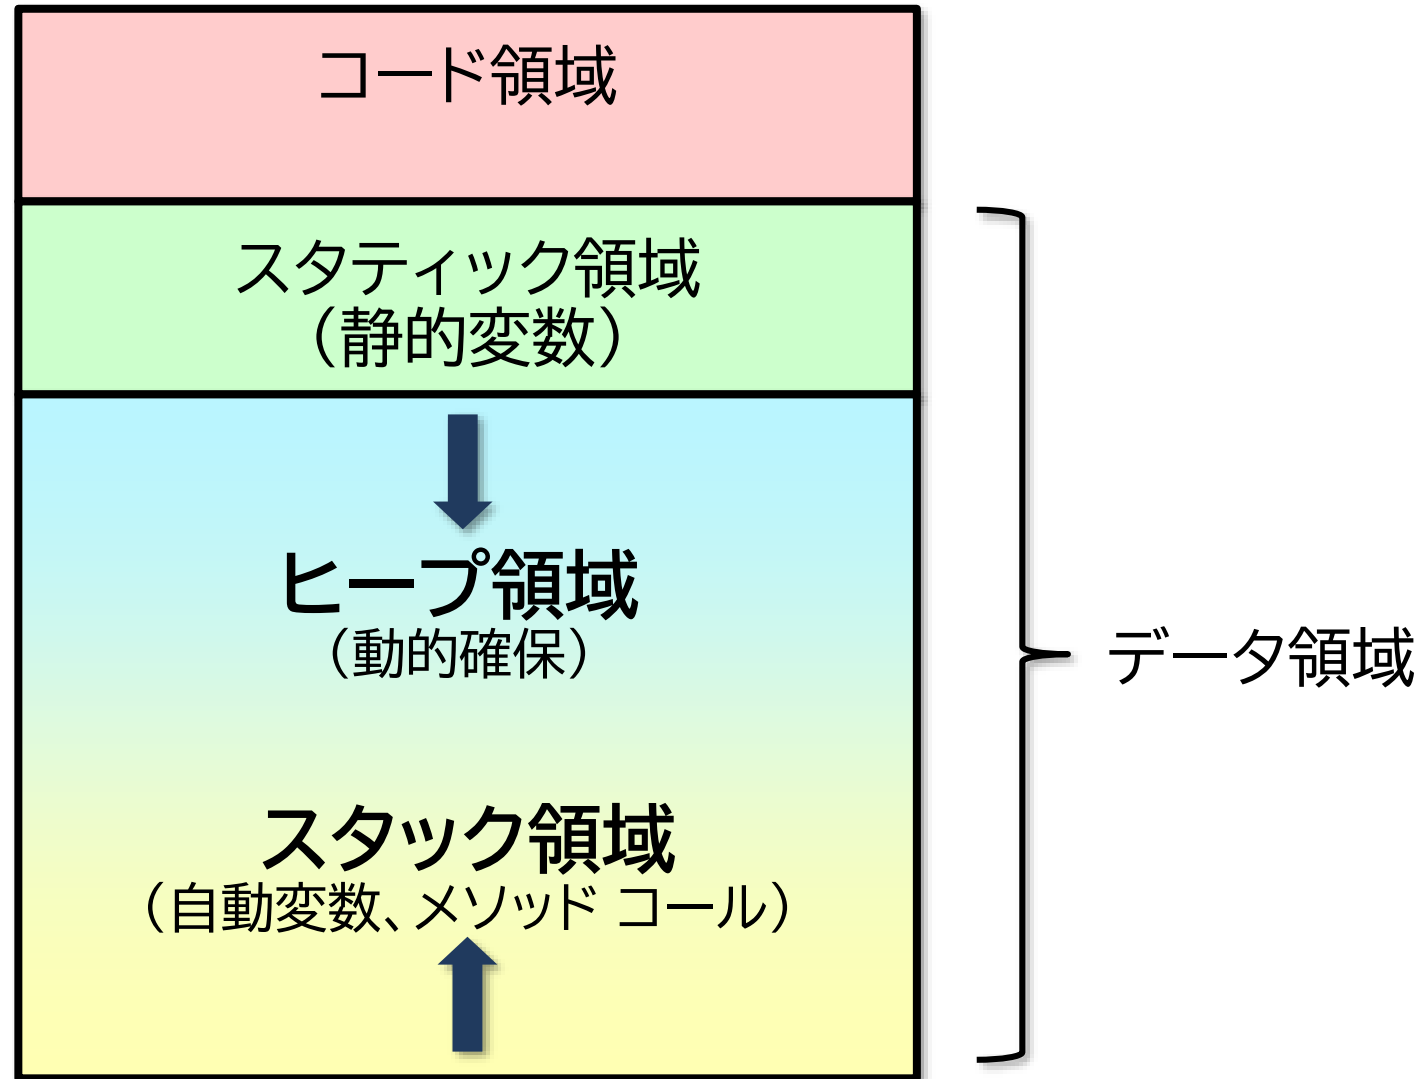 コード領域
スタティック領域
（静的変数）
ヒープ領域
（動的確保）
スタック領域
（自動変数、メソッド コール）
データ領域